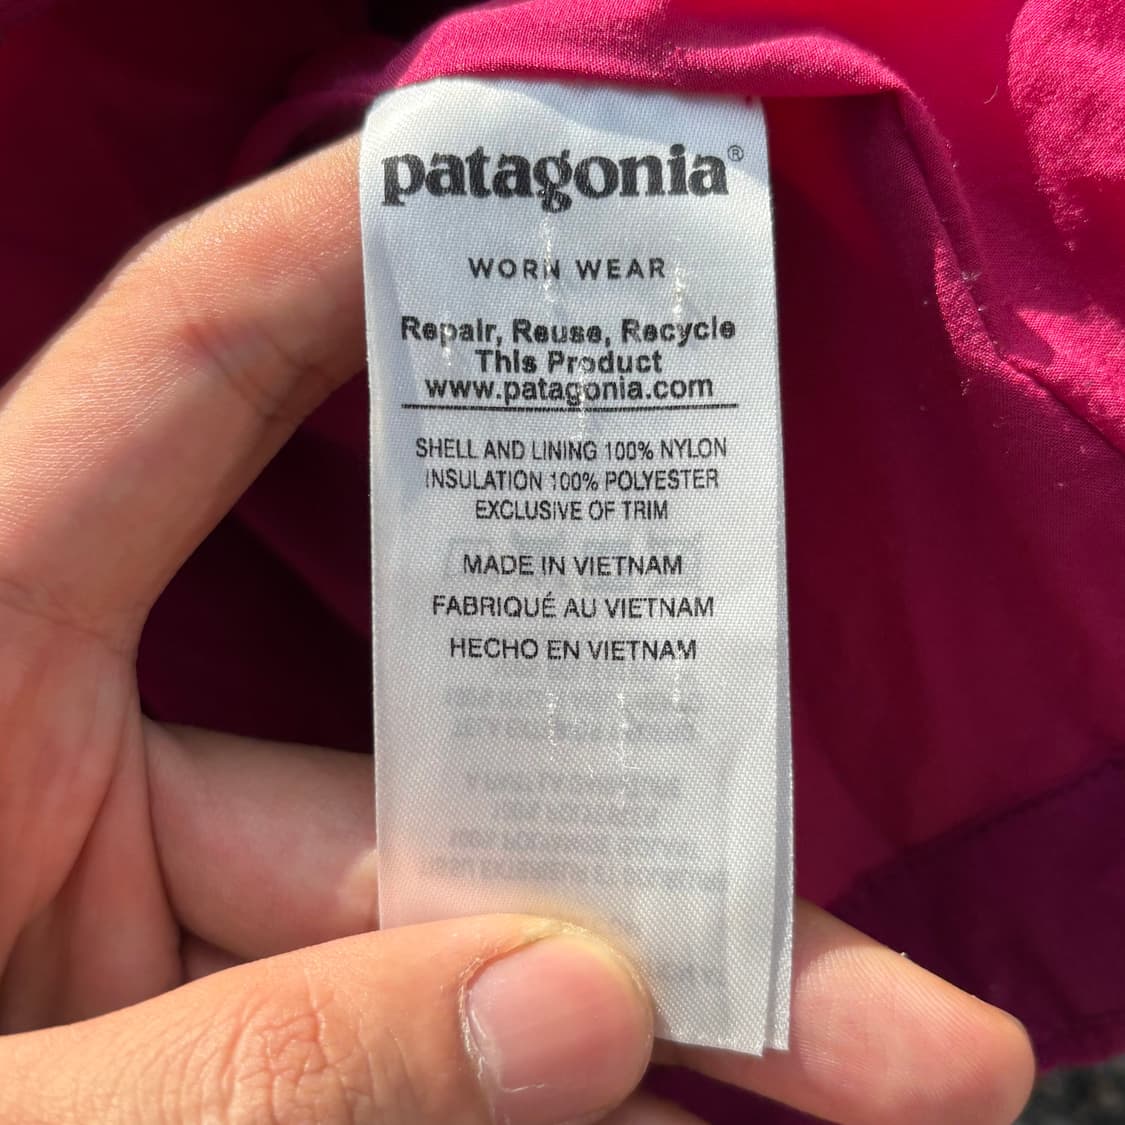 patagonia®
WORN WEAR
Repair, Reuse, Recycle
This Product
www.patagonia.com
SHELL AND LINING 100% NYLON
INSULATION 100% POLYESTER
EXCLUSIVE OF TRIM
MADE IN VIETNAM
FABRIQUÉ AU VIETNAM
HECHO EN VIETNAM